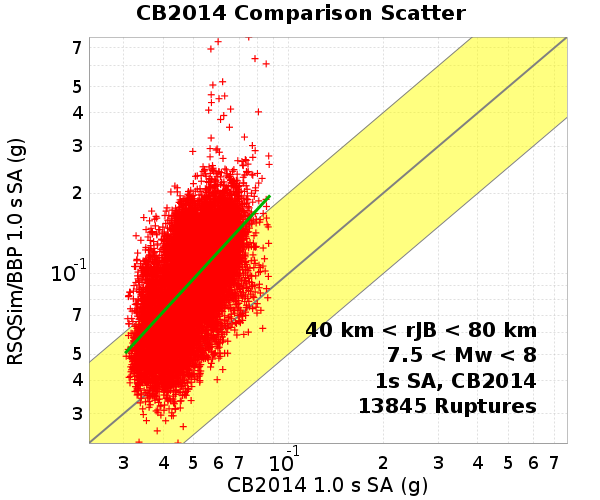 CB2014 Comparison Scatter
7
5
4
3
2
10-1
7
5
4
3
RSQSim/BBP 1.0 s SA (g)
40 km < rJB < 80 km
7.5 < Mw < 8
1s SA, CB2014
13845 Ruptures
3 4 5 6 7 10-1 2 3 4 5 6 7
CB2014 1.0 s SA (g)